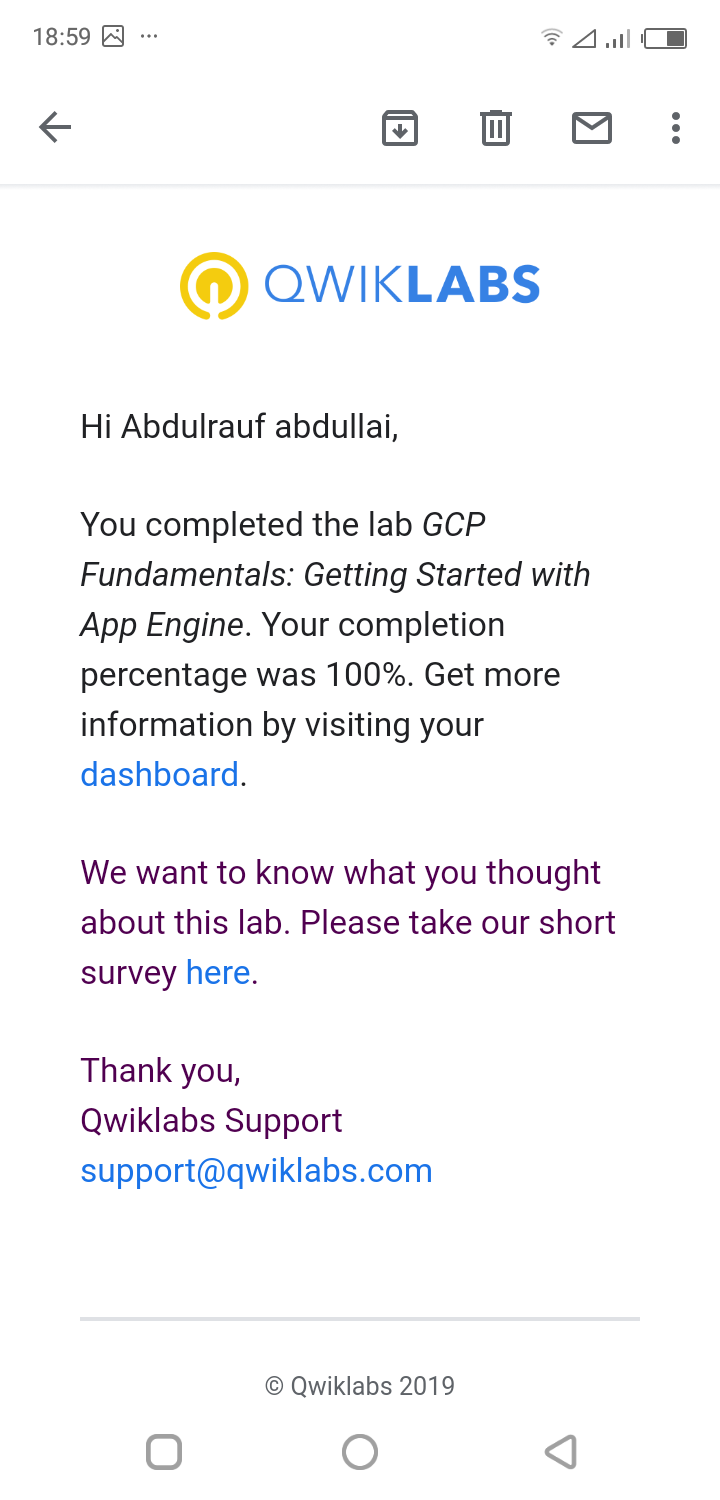 18:59
QWIKLABS
Hi Abdulrauf abdullai,
You completed the lab GCP
Fundamentals: Getting Started with
App Engine. Your completion
percentage was 100%. Get more
information by visiting your
dashboard.
We want to know what you thought
about this lab. Please take our short
survey here.
Thank you,
Qwiklabs Support
support@qwiklabs.com
© Qwiklabs 2019